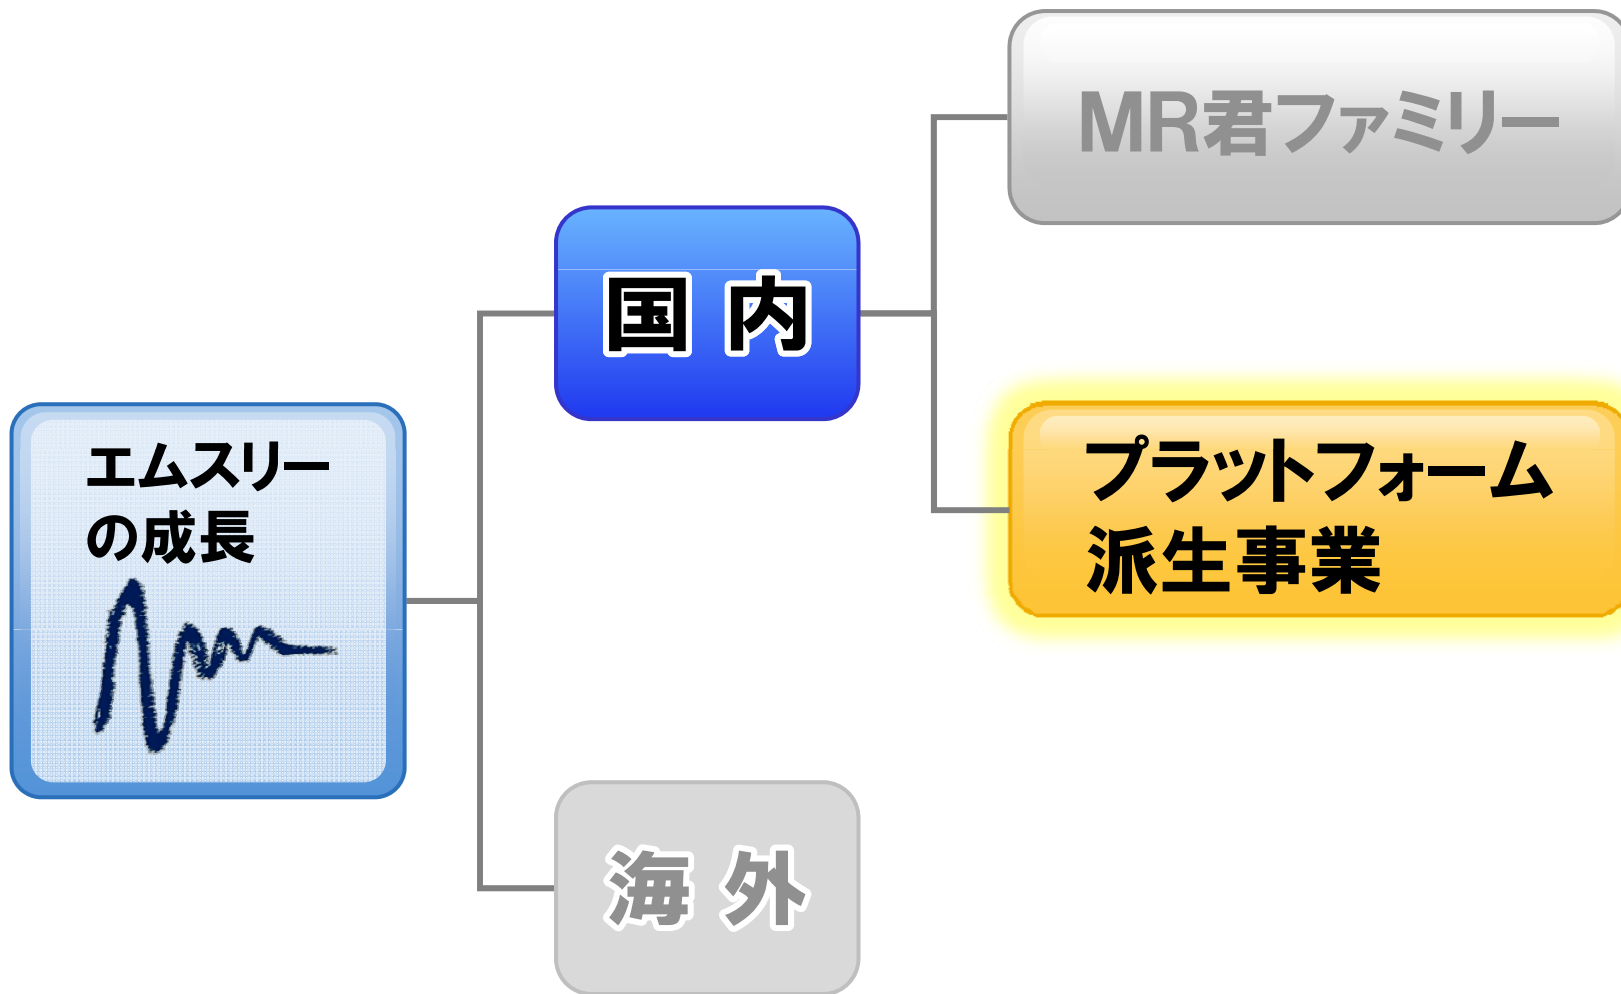 MR君ファミリー
国内
エムスリー
の成長
プラットフォーム
派生事業
海外